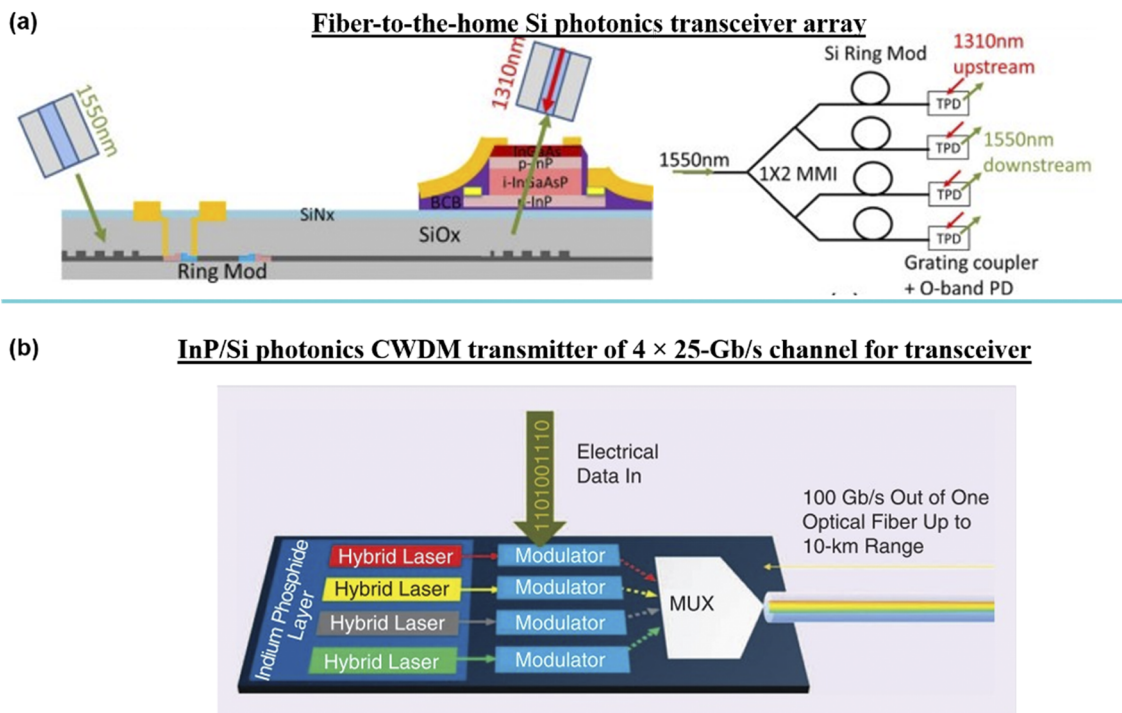 (a)
Fiber-to-the-home Si photonics transceiver array
1550nm
1310nm
InGaAs
p-InP
i-InGaAsP
n-InP
BCB
SiNx
SiOx
Ring Mod
Si Ring Mod
1310nm
upstream
TPD
TPD
1550nm
downstream
1550nm
1X2 MMI
TPD
TPD
Grating coupler
+ O-band PD
(b)
InP/Si photonics CWDM transmitter of 4 × 25-Gb/s channel for transceiver
1101001110
Electrical
Data In
100 Gb/s Out of One
Optical Fiber Up to
10-km Range
Indium Phosphide
Layer
Hybrid Laser
Modulator
Hybrid Laser
Modulator
Hybrid Laser
Modulator
Hybrid Laser
Modulator
MUX